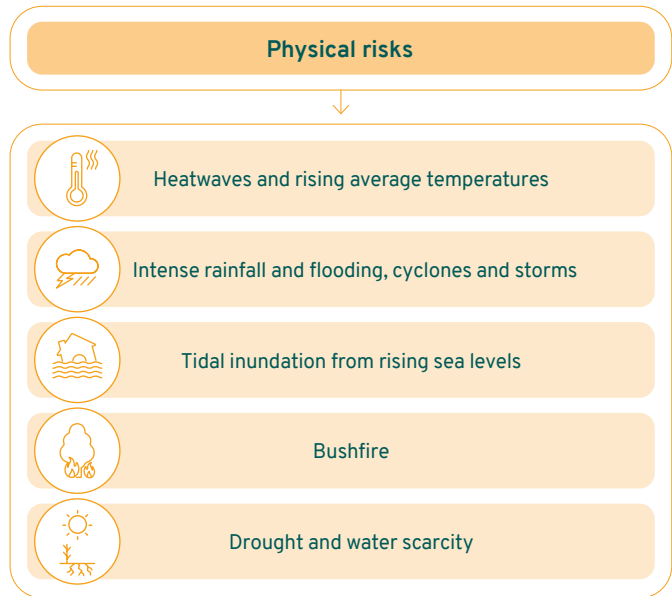 Physical risks
Heatwaves and rising average temperatures
Intense rainfall and flooding, cyclones and storms
Tidal inundation from rising sea levels
Bushfire
Drought and water scarcity